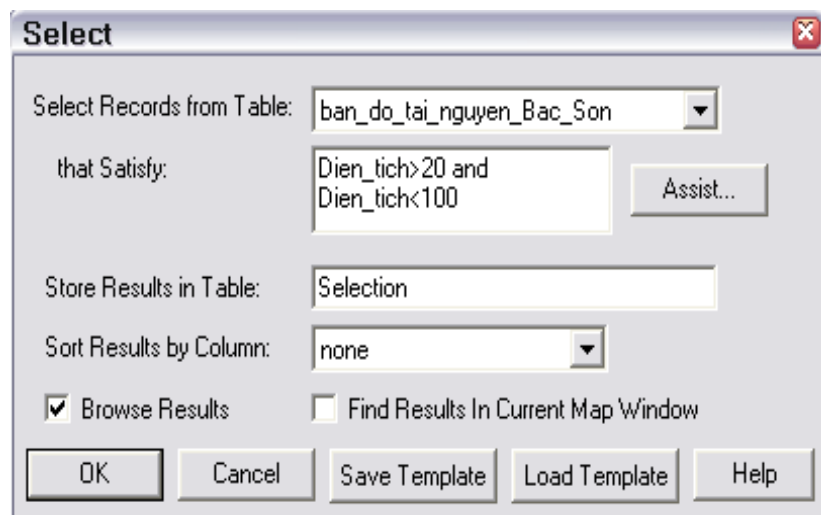 Select
Select Records from Table: ban_do_tai_nguyen_Bac_Son
that Satisfy: Dien_tich>20 and
Dien_tich<100
Assist...
Store Results in Table: Selection
Sort Results by Column: none
Browse Results Find Results In Current Map Window
OK Cancel Save Template Load Template Help